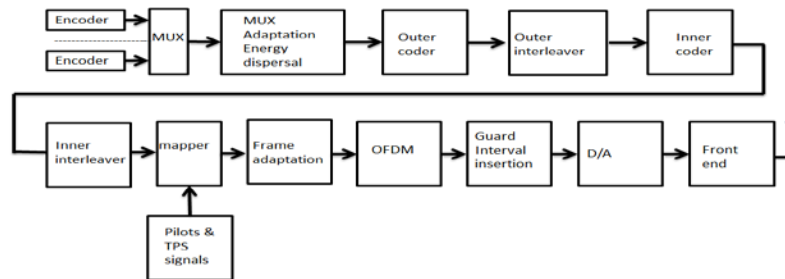 Encoder
Encoder
MUX
MUX
Adaptation
Energy
dispersal
Outer
coder
Outer
interleaver
Inner
coder
Inner
interleaver
mapper
Frame
adaptation
OFDM
Guard
Interval
insertion
D/A
Front
end
Pilots &
TPS
signals